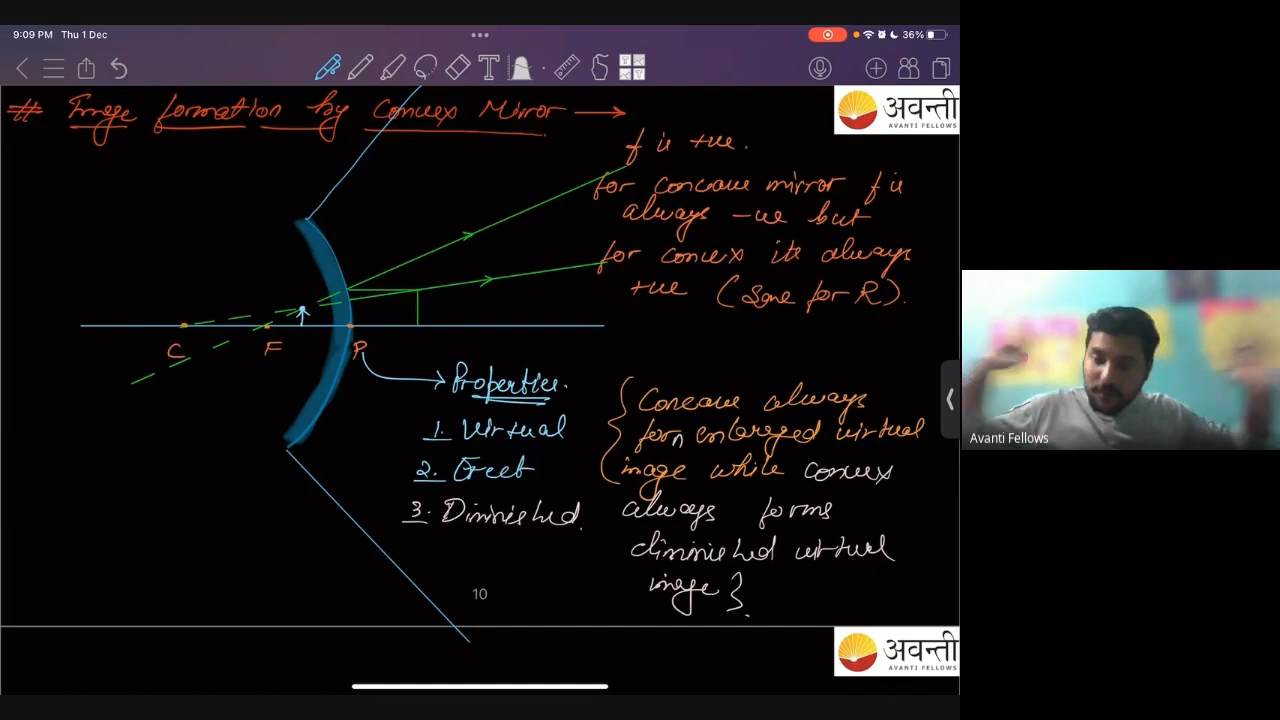 9:09 PM Thu 1 Dec
36%
# Image formation by Convex Mirror →
अवन्ती
AVANTI FELLOWS
f is +ve.
for concave mirror f is
always -ve but
for convex its always
+ve (same for R).
C F P
→ Properties.
1. Virtual
2. Erect
3. Diminished.
{ Concave always
form enlarged virtual
image while convex
always forms
diminished virtual
image }.
Avanti Fellows
10
अवन्ती
AVANTI FELLOWS